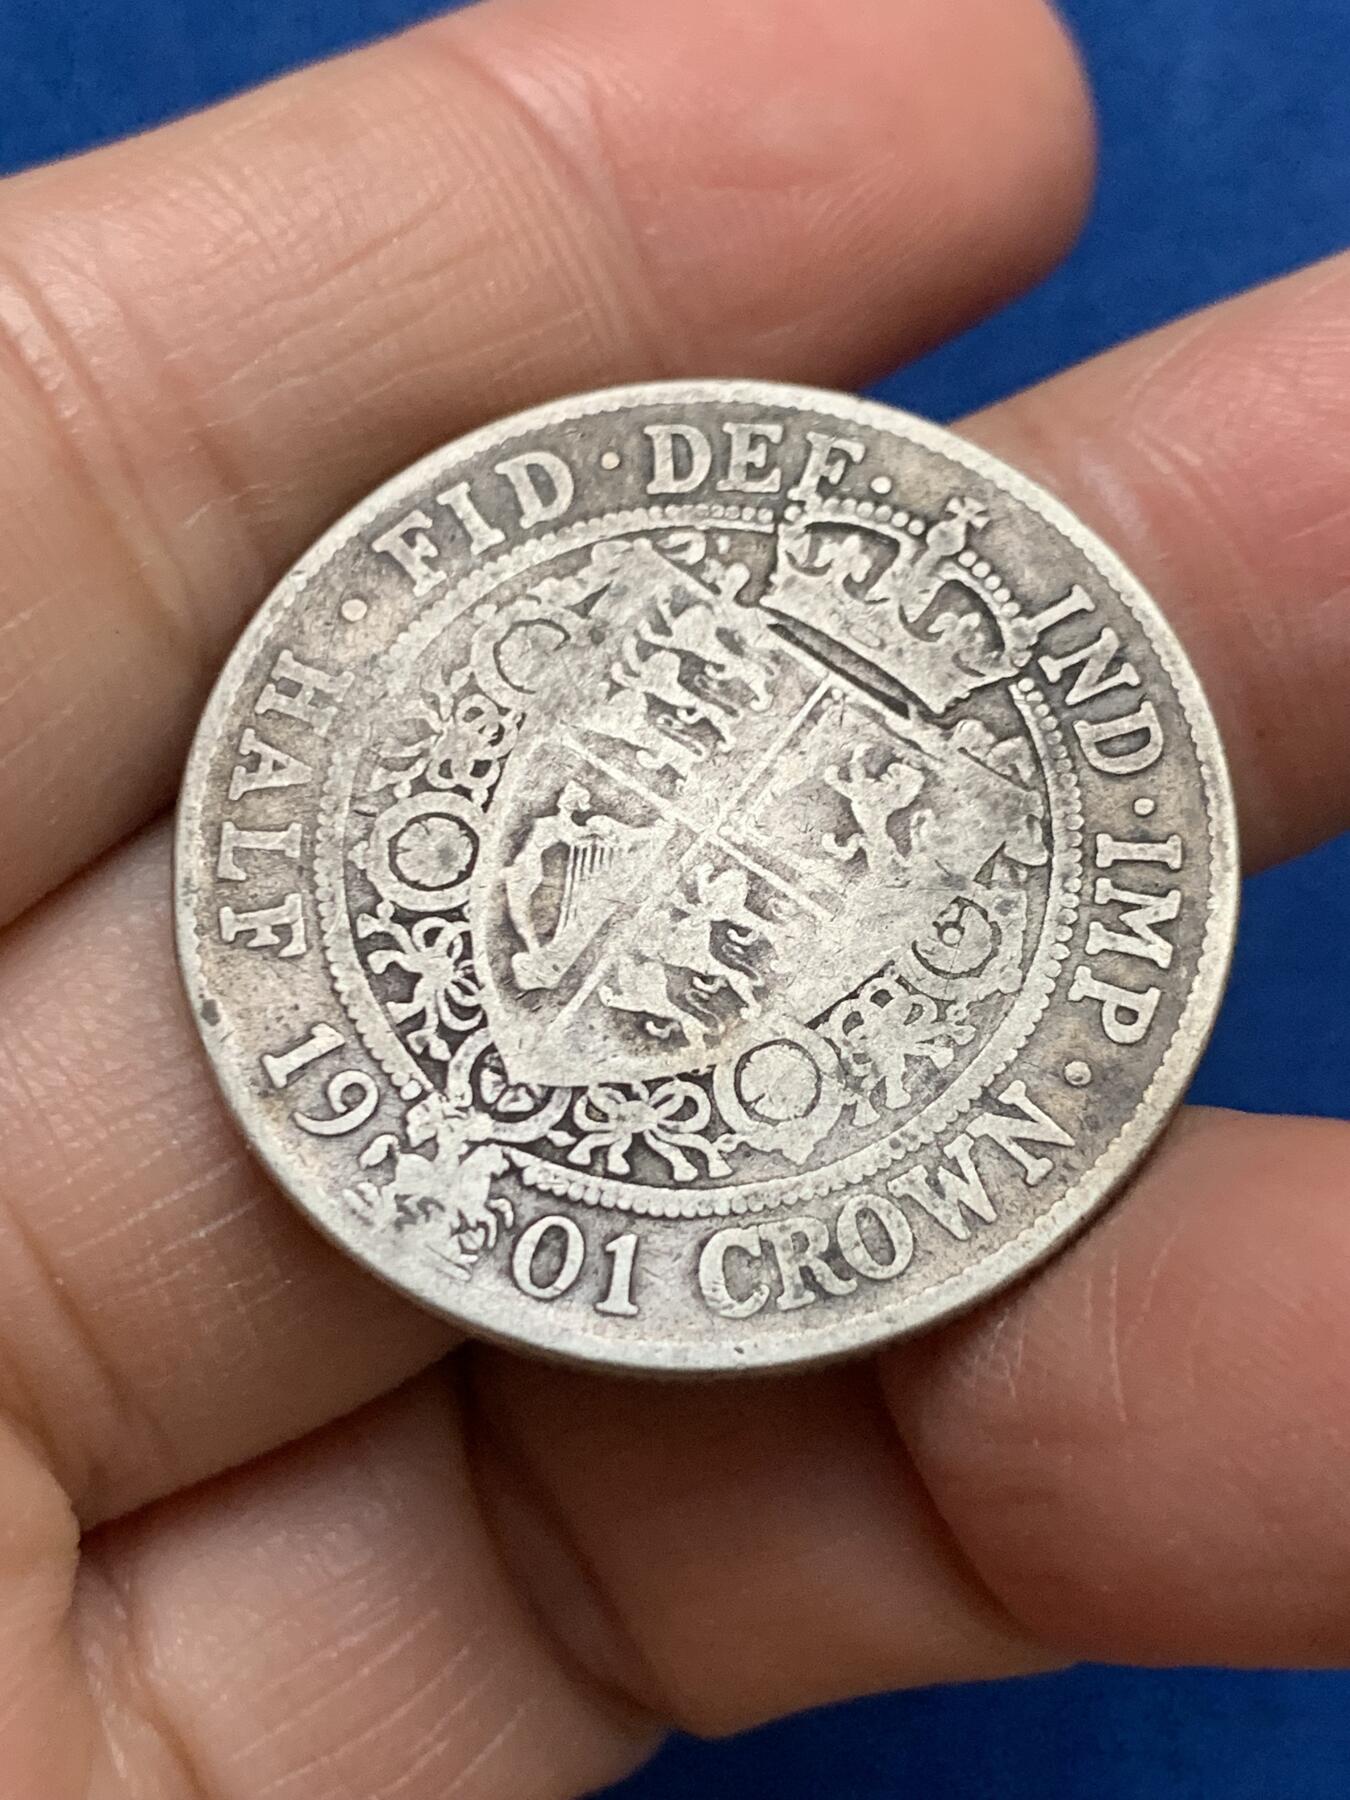 FID · DEF · IND · IMP ·
HALF 19 01 CROWN